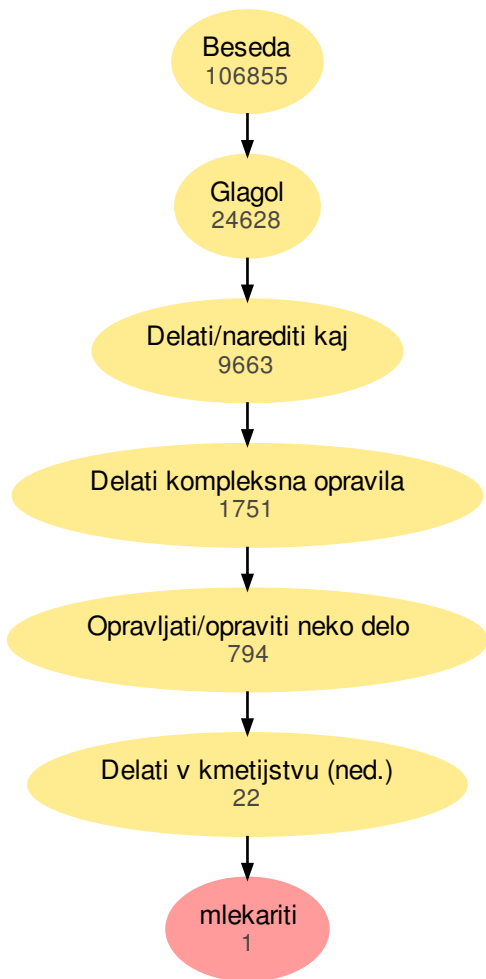 Beseda
106855
Glagol
24628
Delati/narediti kaj
9663
Delati kompleksna opravila
1751
Opravljati/opraviti neko delo
794
Delati v kmetijstvu (ned.)
22
mlekariti
1